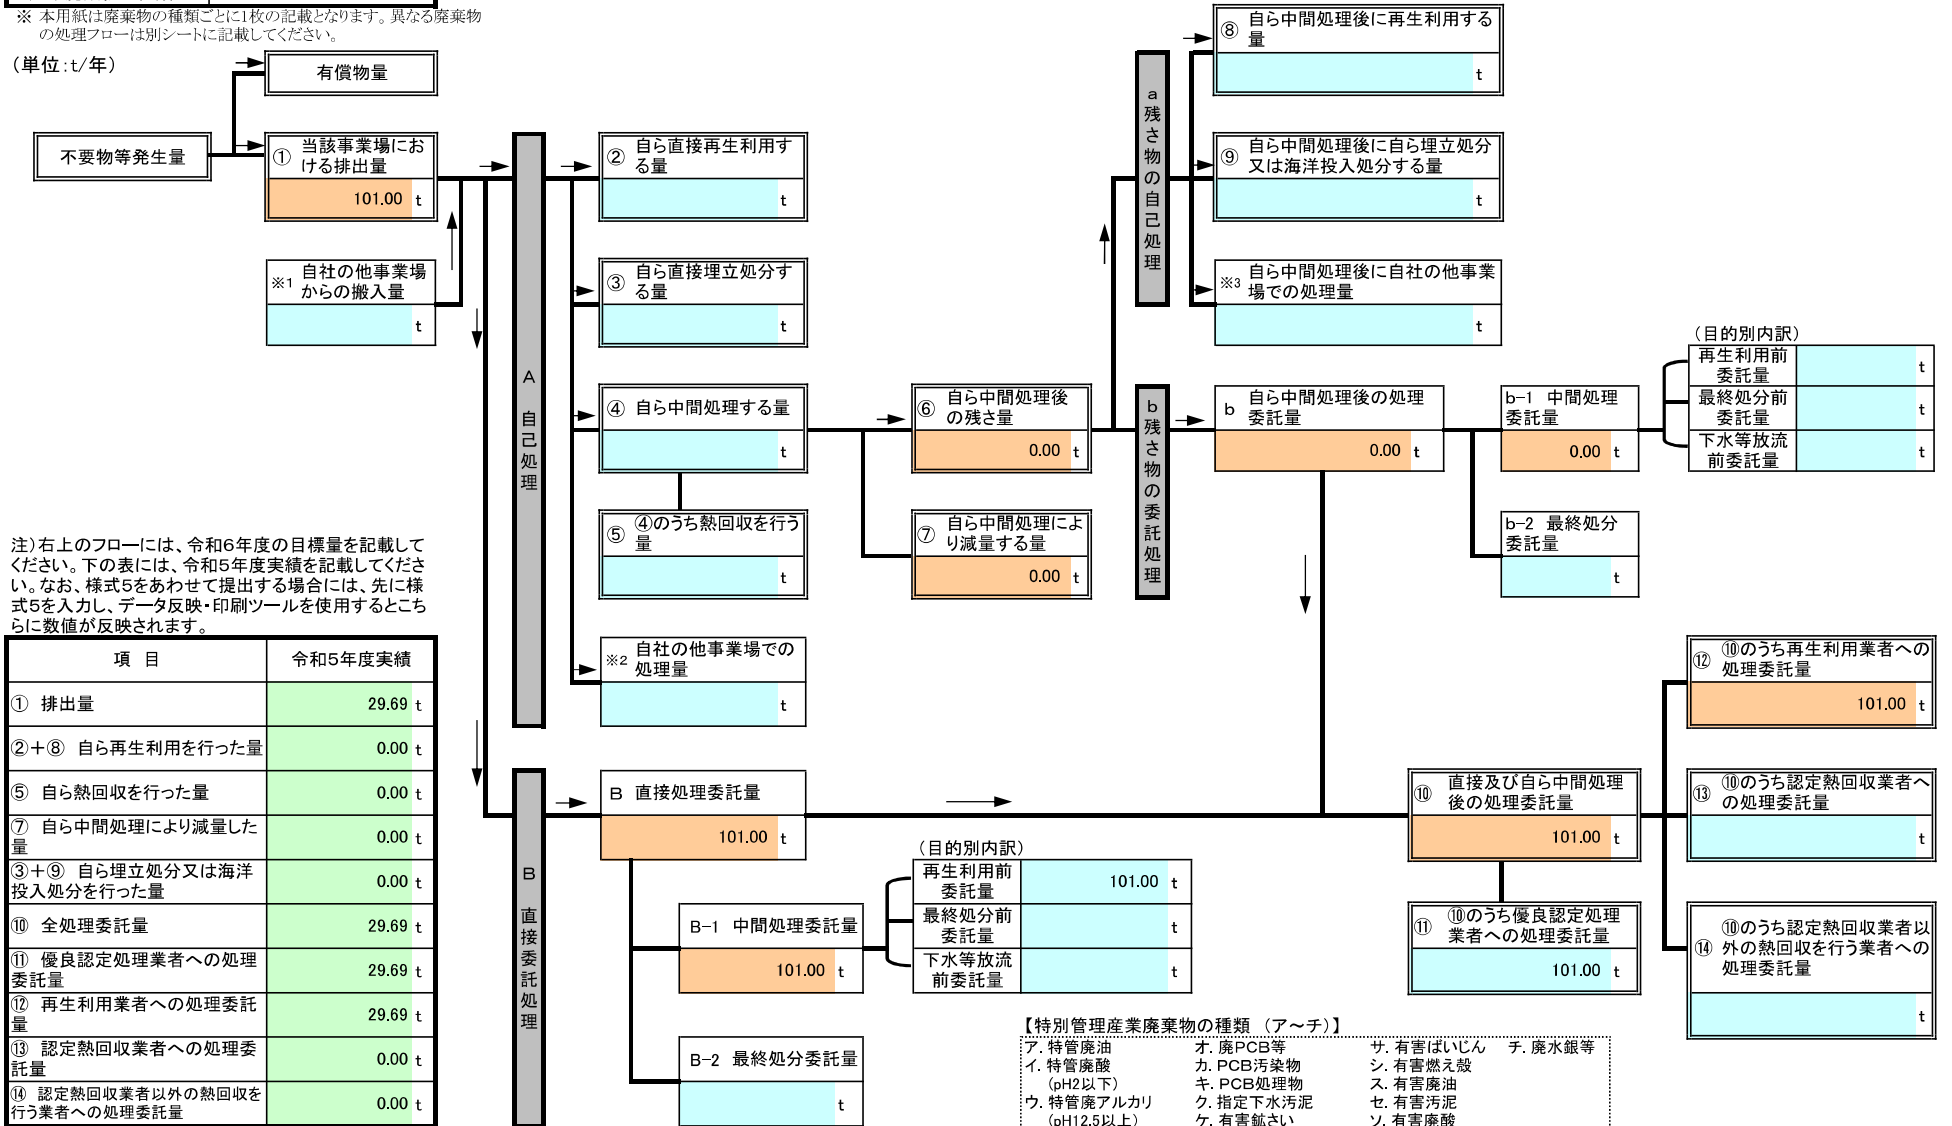 ※ 本用紙は廃棄物の種類ごとに1枚の記載となります。異なる廃棄物
の処理フローは別シートに記載してください。
(単位:t/年)
有償物量
不要物等発生量
① 当該事業場にお
ける排出量
101.00 t
※1 自社の他事業場
からの搬入量
t
A 自己処理
② 自ら直接再生利用す
る量
t
③ 自ら直接埋立処分す
る量
t
④ 自ら中間処理する量
t
⑤ ④のうち熱回収を行う
量
t
※2 自社の他事業場での
処理量
t
⑥ 自ら中間処理後
の残さ量
0.00 t
⑦ 自ら中間処理によ
り減量する量
0.00 t
a残さ物の自己処理
⑧ 自ら中間処理後に再生利用する
量
t
⑨ 自ら中間処理後に自ら埋立処分
又は海洋投入処分する量
t
※3 自ら中間処理後に自社の他事業
場での処理量
t
b残さ物の委託処理
b 自ら中間処理後の処理
委託量
0.00 t
b-1 中間処理
委託量
0.00 t
(目的別内訳)
再生利用前
委託量
t
最終処分前
委託量
t
下水等放流
前委託量
t
b-2 最終処分
委託量
t
注)右上のフローには、令和6年度の目標量を記載して
ください。下の表には、令和5年度実績を記載してくださ
い。なお、様式5をあわせて提出する場合には、先に様
式5を入力し、データ反映・印刷ツールを使用するとこち
らに数値が反映されます。
項 目 令和5年度実績
① 排出量 29.69 t
②+⑧ 自ら再生利用を行った量 0.00 t
⑤ 自ら熱回収を行った量 0.00 t
⑦ 自ら中間処理により減量した
量 0.00 t
③+⑨ 自ら埋立処分又は海洋
投入処分を行った量 0.00 t
⑩ 全処理委託量 29.69 t
⑪ 優良認定処理業者への処理
委託量 29.69 t
⑫ 再生利用業者への処理委託
量 29.69 t
⑬ 認定熱回収業者への処理委
託量 0.00 t
⑭ 認定熱回収業者以外の熱回収を
行う業者への処理委託量 0.00 t
B 直接委託処理
B 直接処理委託量
101.00 t
B-1 中間処理委託量
101.00 t
(目的別内訳)
再生利用前
委託量
101.00 t
最終処分前
委託量
t
下水等放流
前委託量
t
B-2 最終処分委託量
t
⑩ 直接及び自ら中間処理
後の処理委託量
101.00 t
⑪ ⑩のうち優良認定処理
業者への処理委託量
101.00 t
⑫ ⑩のうち再生利用業者への
処理委託量
101.00 t
⑬ ⑩のうち認定熱回収業者へ
の処理委託量
t
⑭ ⑩のうち認定熱回収業者以
外の熱回収を行う業者への
処理委託量
t
【特別管理産業廃棄物の種類 (ア~チ)】
ア. 特管廃油 オ. 廃PCB等 サ. 有害ばいじん チ. 廃水銀等
イ. 特管廃酸 カ. PCB汚染物 シ. 有害燃え殻
(pH2以下) キ. PCB処理物 ス. 有害廃油
ウ. 特管廃アルカリ ク. 指定下水汚泥 セ. 有害汚泥
(pH12.5以上) ケ. 有害鉱さい ソ. 有害廃酸